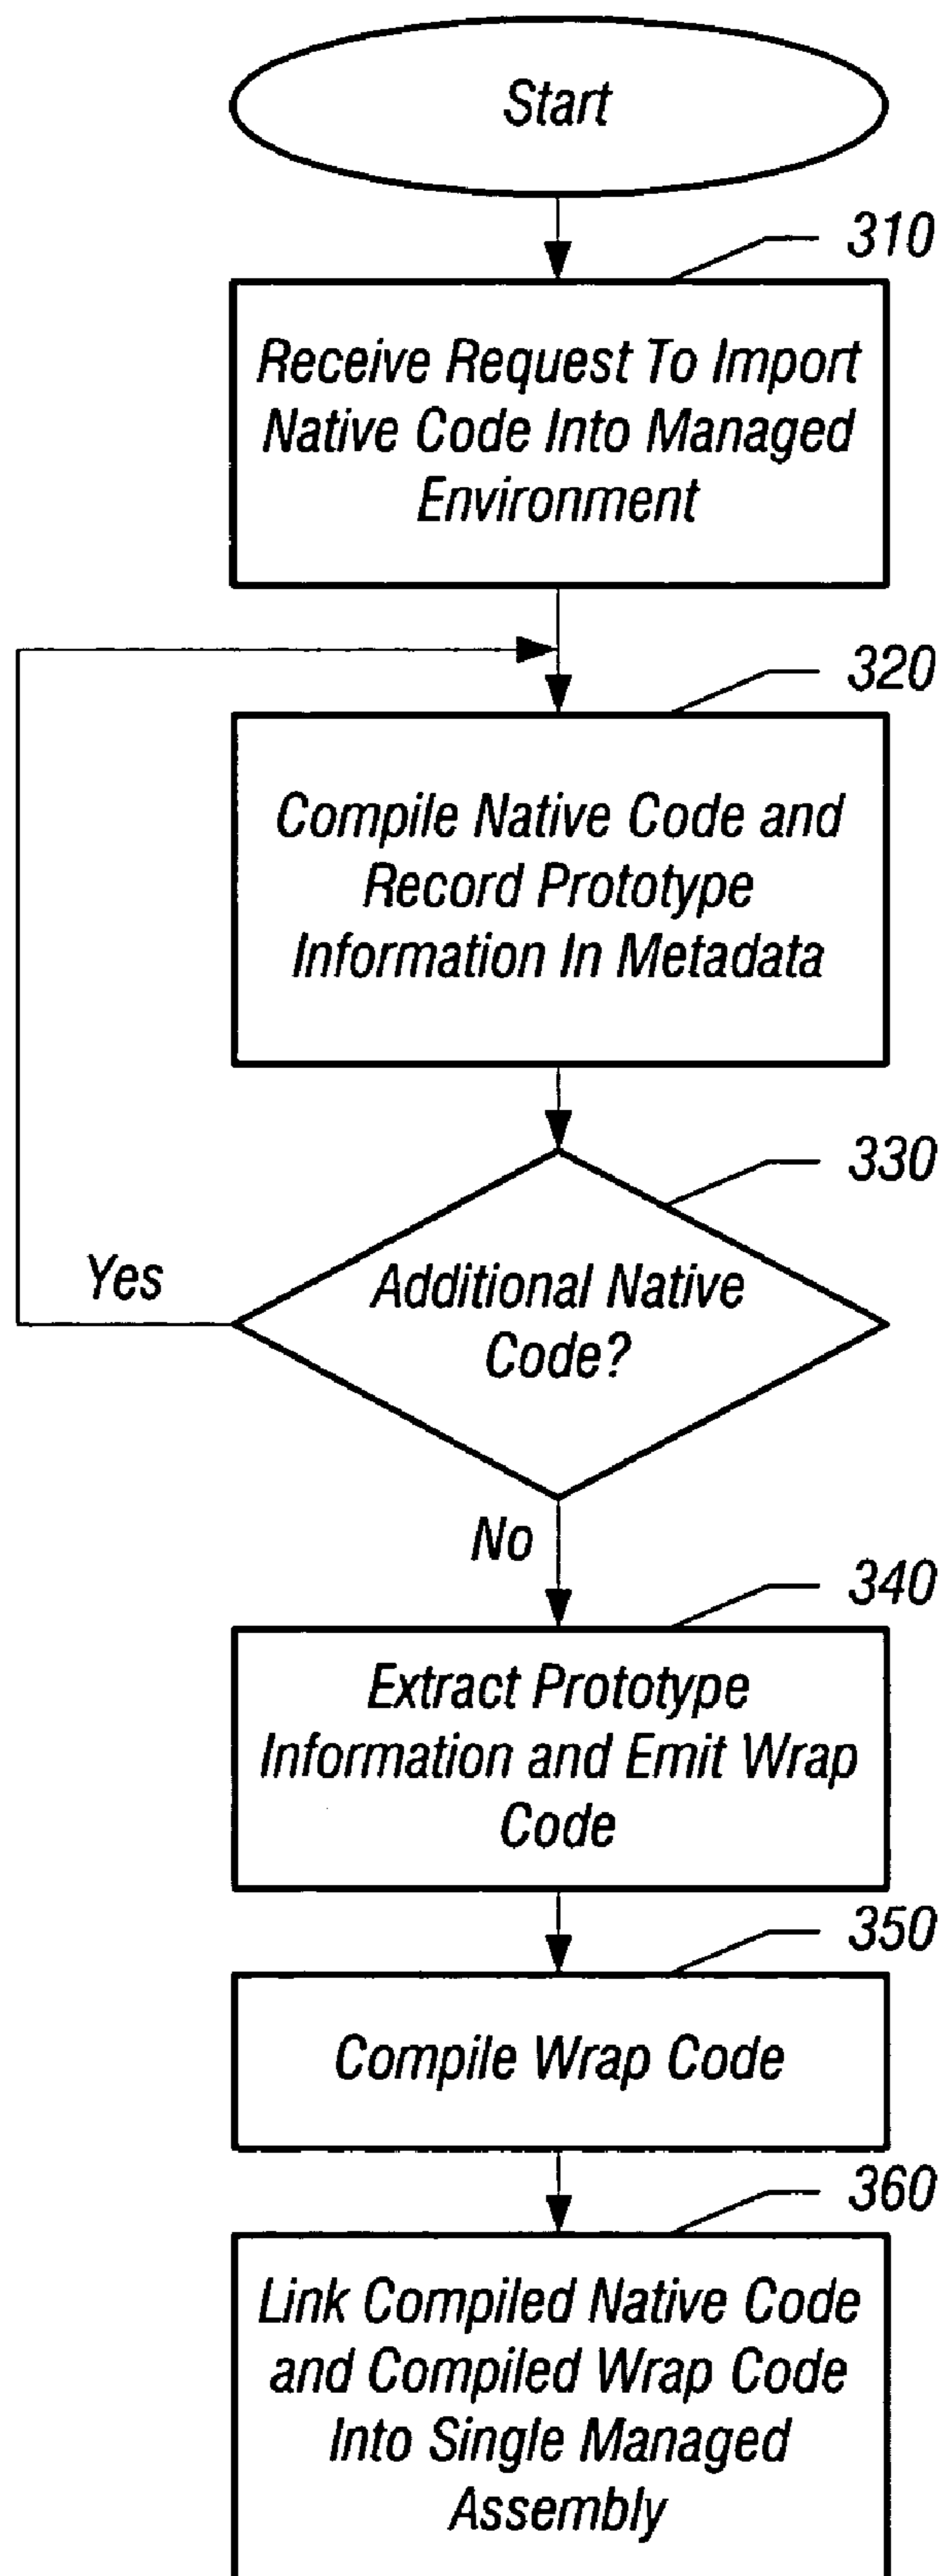 Start
310
Receive Request To Import
Native Code Into Managed
Environment
320
Compile Native Code and
Record Prototype
Information In Metadata
330
Yes
Additional Native
Code?
No
340
Extract Prototype
Information and Emit Wrap
Code
350
Compile Wrap Code
360
Link Compiled Native Code
and Compiled Wrap Code
Into Single Managed
Assembly